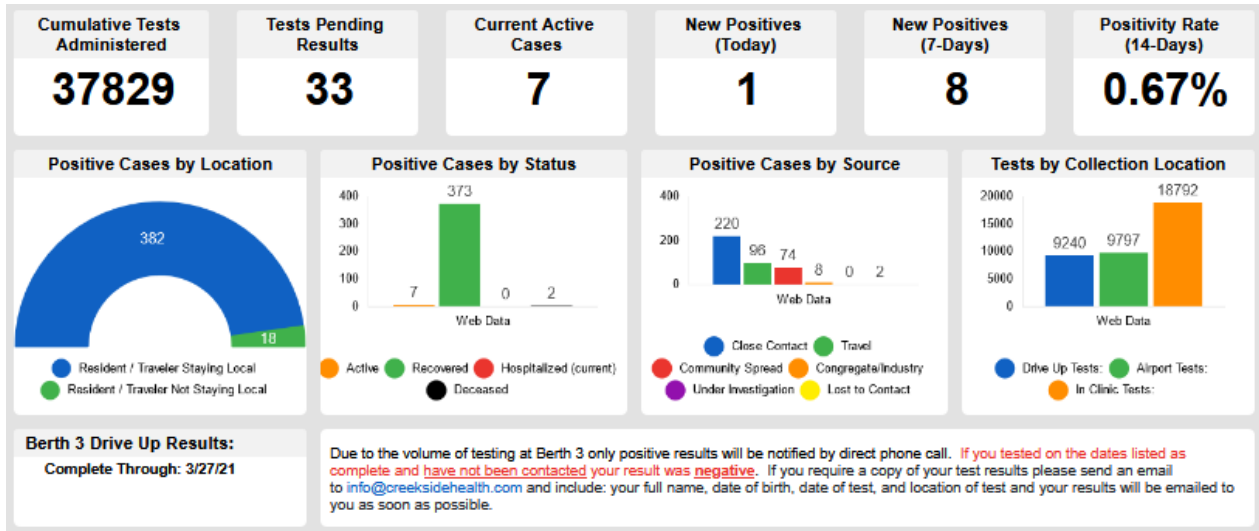 Cumulative Tests
Administered
37829
Tests Pending
Results
33
Current Active
Cases
7
New Positives
(Today)
1
New Positives
(7-Days)
8
Positivity Rate
(14-Days)
0.67%
Positive Cases by Location
382
18
Resident / Traveler Staying Local
Resident / Traveler Not Staying Local
Positive Cases by Status
400
300
200
100
0
7
373
0
2
Web Data
Active Recovered Hospitalized (current)
Deceased
Positive Cases by Source
400
200
0
220
96
74
8
0
2
Web Data
Close Contact Travel
Community Spread Congregate/Industry
Under Investigation Lost to Contact
Tests by Collection Location
20000
15000
10000
5000
0
9240
9797
18792
Web Data
Drive Up Tests: Airport Tests:
In Clinic Tests:
Berth 3 Drive Up Results:
Complete Through: 3/27/21
Due to the volume of testing at Berth 3 only positive results will be notified by direct phone call. If you tested on the dates listed as
complete and have not been contacted your result was negative. If you require a copy of your test results please send an email
to info@creeksidehealth.com and include: your full name, date of birth, date of test, and location of test and your results will be emailed to
you as soon as possible.